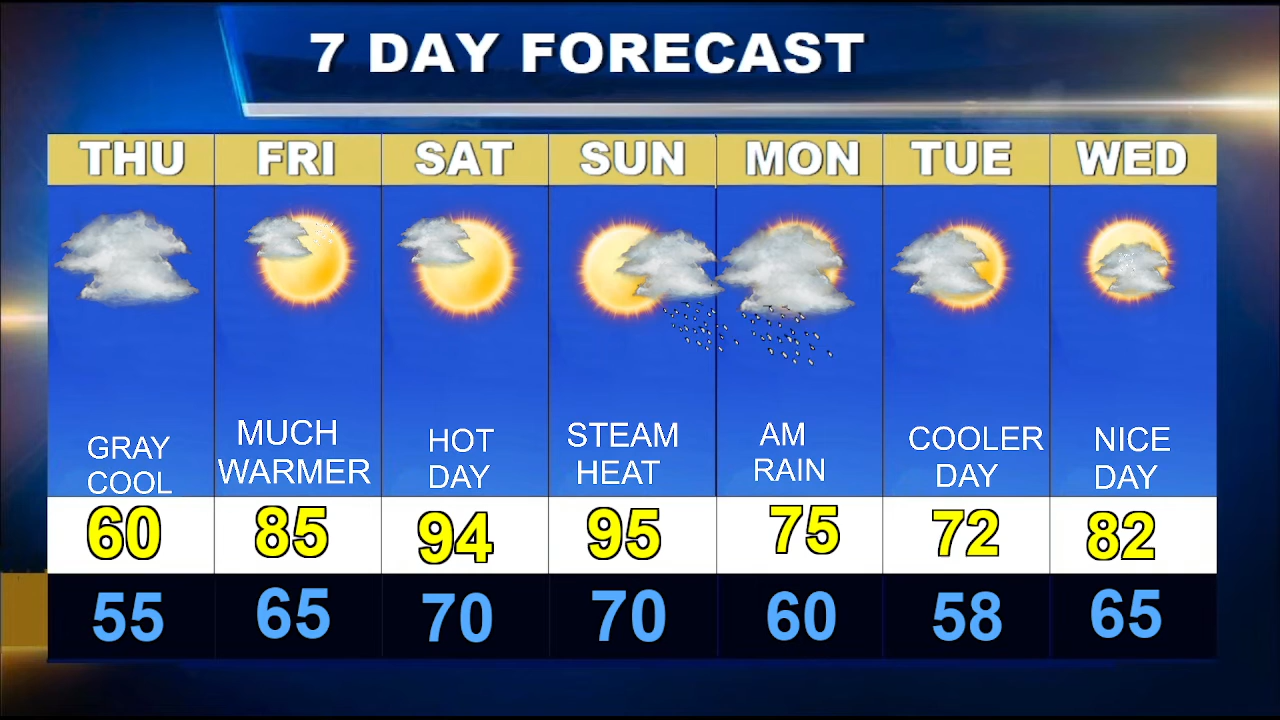 7 DAY FORECAST
THU FRI SAT SUN MON TUE WED
GRAY
COOL
MUCH
WARMER
HOT
DAY
STEAM
HEAT
AM
RAIN
COOLER
DAY
NICE
DAY
60 85 94 95 75 72 82
55 65 70 70 60 58 65